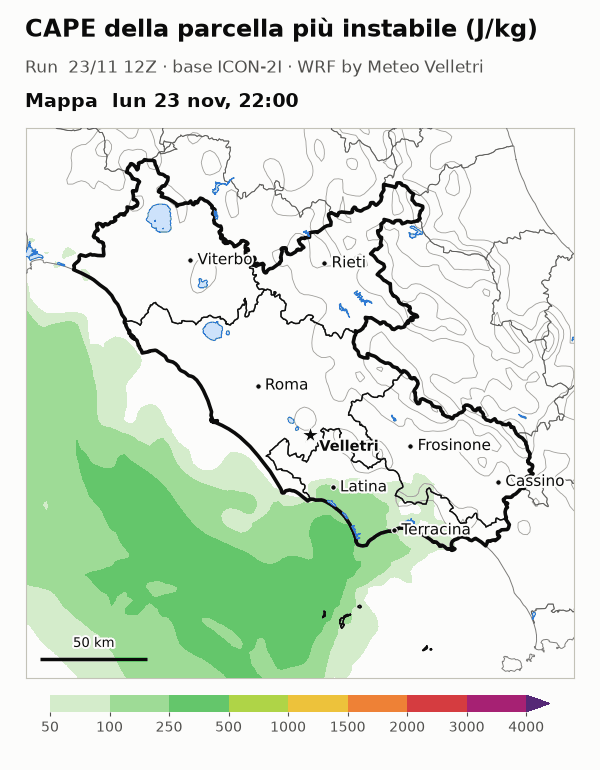 CAPE della parcella più instabile (J/kg)
Run  23/11 12Z · base ICON-2I · WRF by Meteo Velletri
Mappa  lun 23 nov, 22:00
Viterbo
Rieti
Roma
Velletri
Frosinone
Latina
Cassino
Terracina
50 km
50 100 250 500 1000 1500 2000 3000 4000